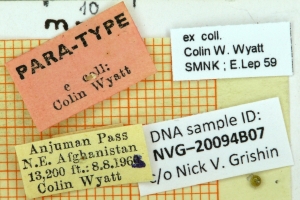 10
PARA-TYPE
e coll:
Colin Wyatt
ex coll.
Colin W. Wyatt
SMNK ; E.Lep 59
Anjuman Pass
N.E. Afghanistan
13,200 ft.: 8.8.196
Colin Wyatt
DNA sample ID:
NVG-20094B07
c/o Nick V. Grishin